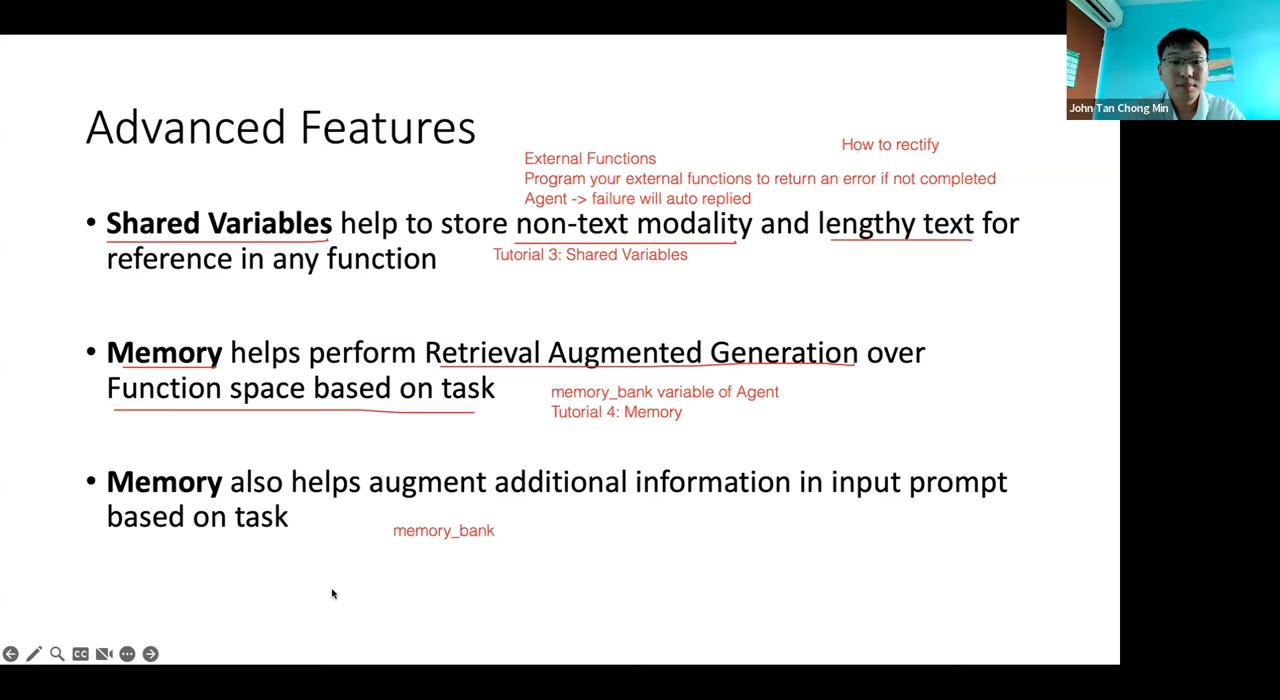 John Tan Chong Min
Advanced Features
How to rectify
External Functions
Program your external functions to return an error if not completed
Agent -> failure will auto replied
• Shared Variables help to store non-text modality and lengthy text for
reference in any function
Tutorial 3: Shared Variables
• Memory helps perform Retrieval Augmented Generation over
Function space based on task
memory_bank variable of Agent
Tutorial 4: Memory
• Memory also helps augment additional information in input prompt
based on task
memory_bank
CC